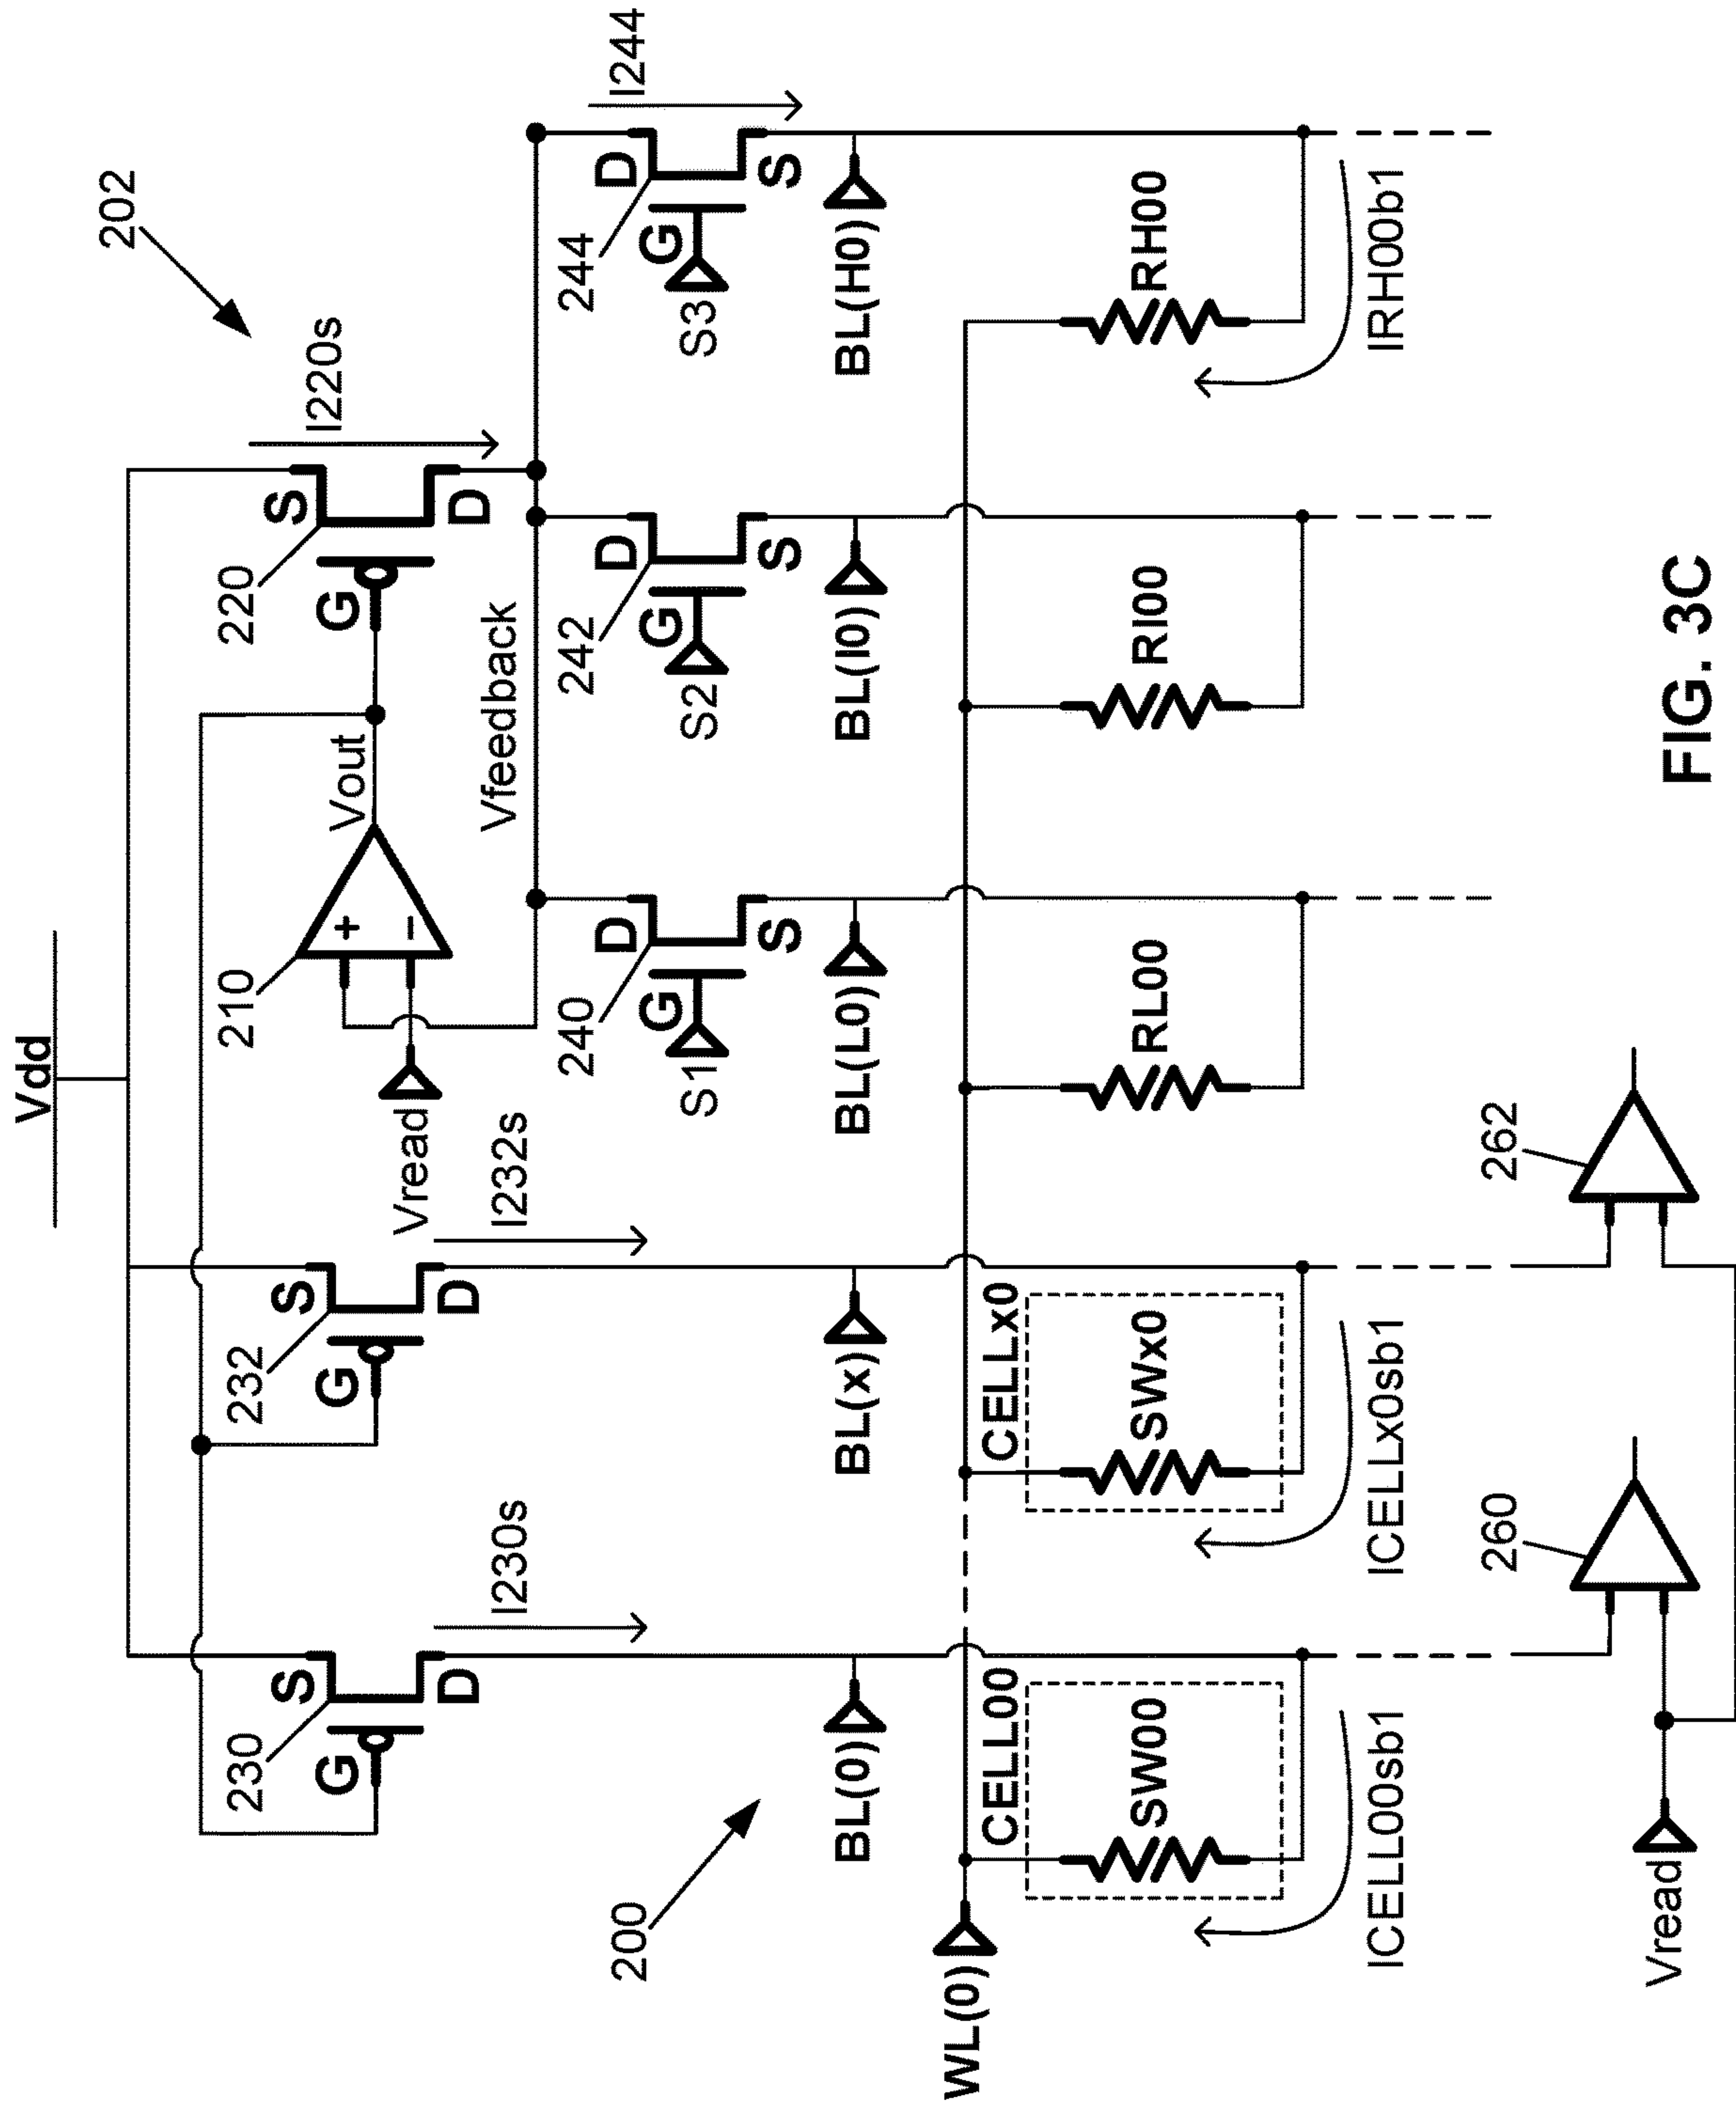 Vdd
202
S
G
D
230
I230s
S
G
D
232
I232s
210
+
−
Vread
Vout
Vfeedback
S
G
D
220
I220s
D
G
S
240
S1
D
G
S
242
S2
D
G
S
244
S3
I244
200
BL(0)
BL(x)
BL(L0)
BL(I0)
BL(H0)
WL(0)
CELL00
SW00
CELLx0
SWx0
RL00
RI00
RH00
ICELL00sb1
ICELLx0sb1
IRH00b1
260
262
Vread
FIG. 3C